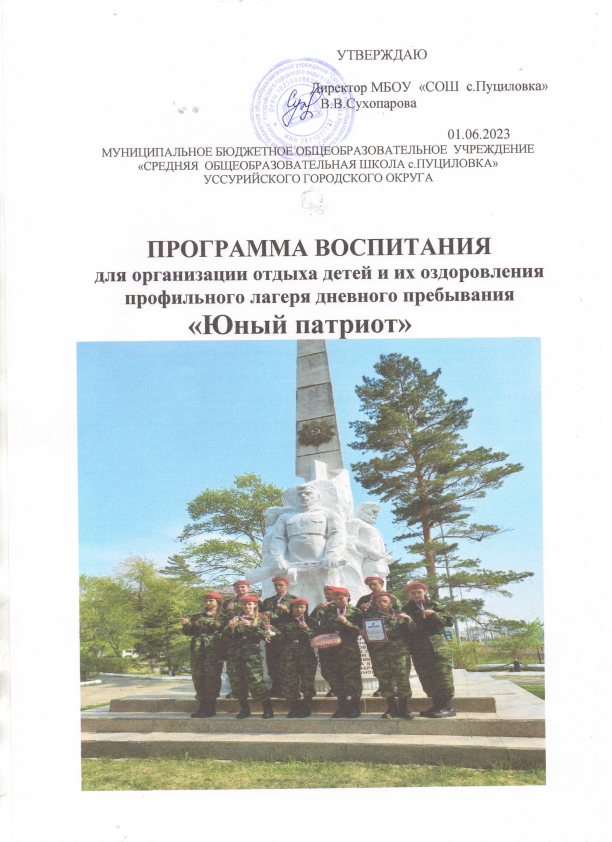 УТВЕРЖДАЮ
Директор МБОУ «СОШ с.Пуциловка»
В.В.Сухопарова
01.06.2023
МУНИЦИПАЛЬНОЕ БЮДЖЕТНОЕ ОБЩЕОБРАЗОВАТЕЛЬНОЕ УЧРЕЖДЕНИЕ
«СРЕДНЯЯ ОБЩЕОБРАЗОВАТЕЛЬНАЯ ШКОЛА с.ПУЦИЛОВКА»
УССУРИЙСКОГО ГОРОДСКОГО ОКРУГА
ПРОГРАММА ВОСПИТАНИЯ
для организации отдыха детей и их оздоровления
профильного лагеря дневного пребывания
«Юный патриот»